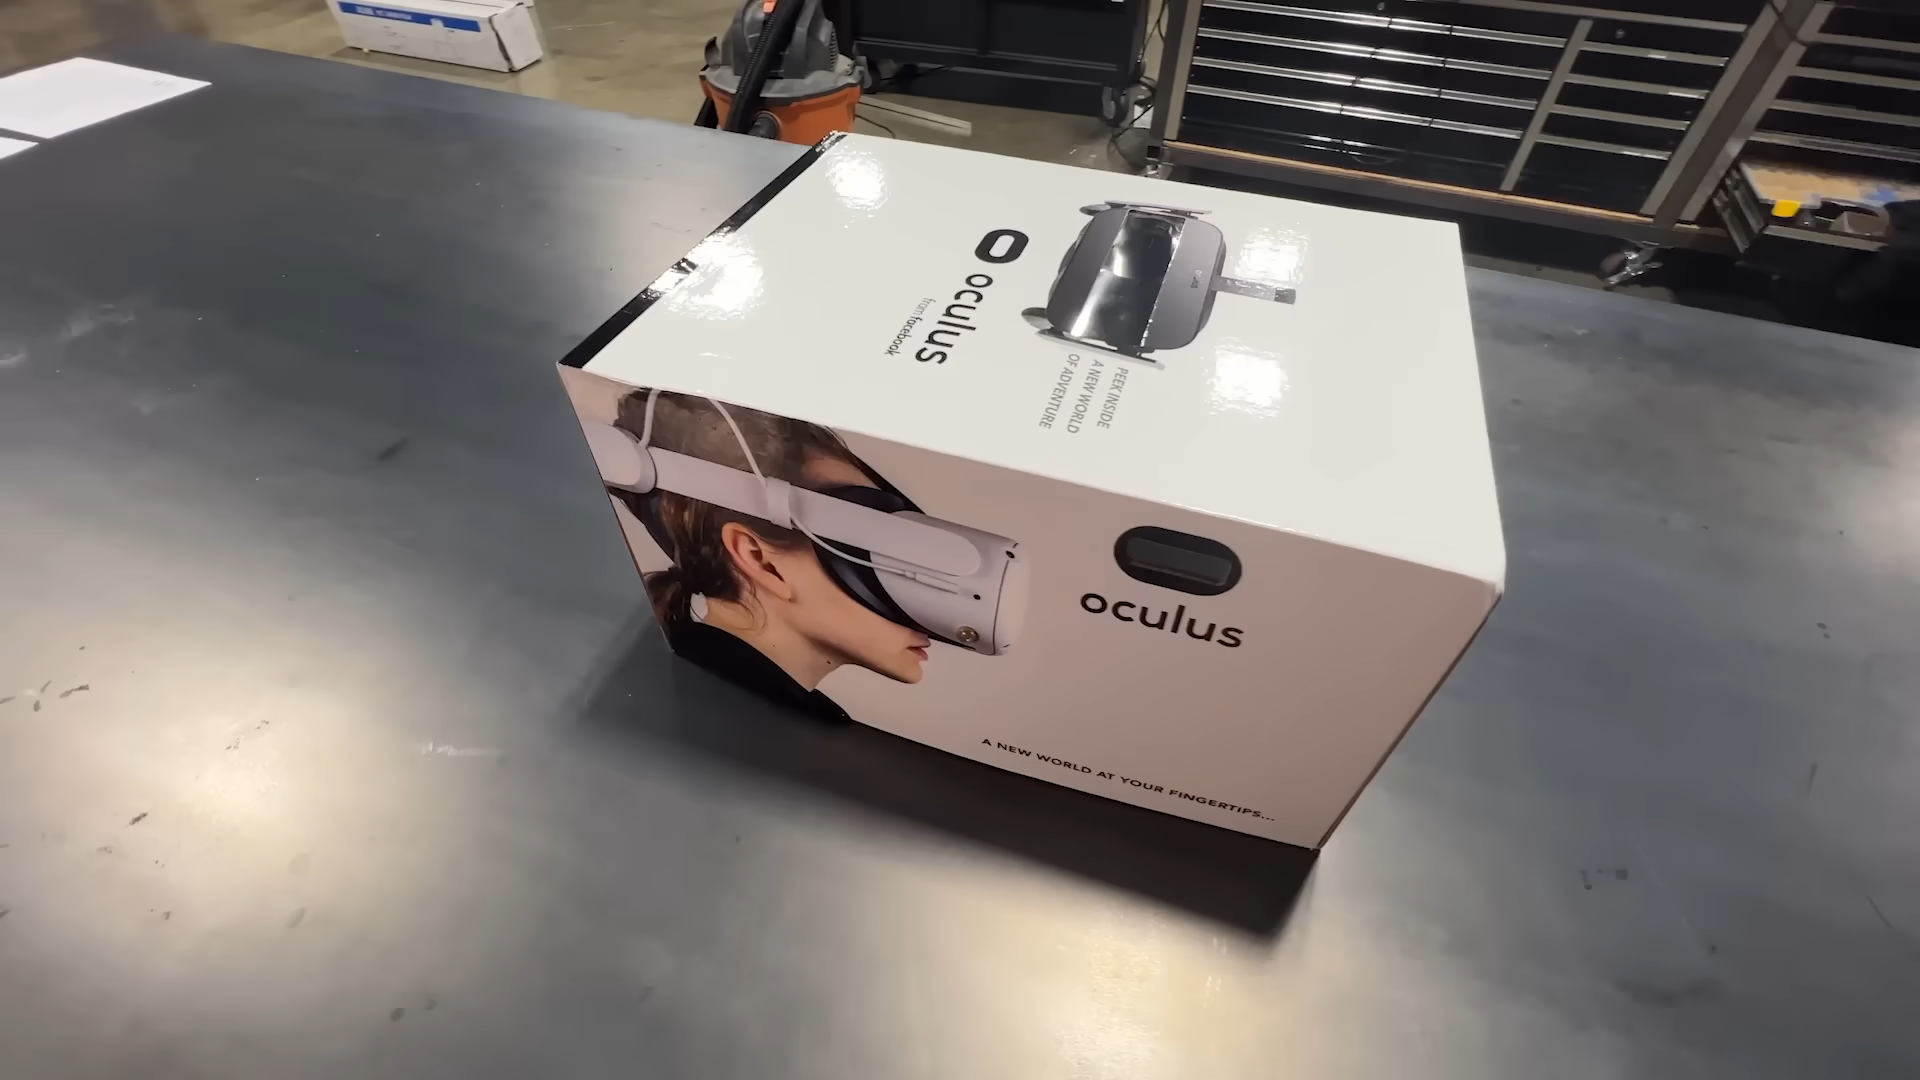 oculus
from facebook
PEEK INSIDE
A NEW WORLD
OF ADVENTURE
oculus
A NEW WORLD AT YOUR FINGERTIPS...